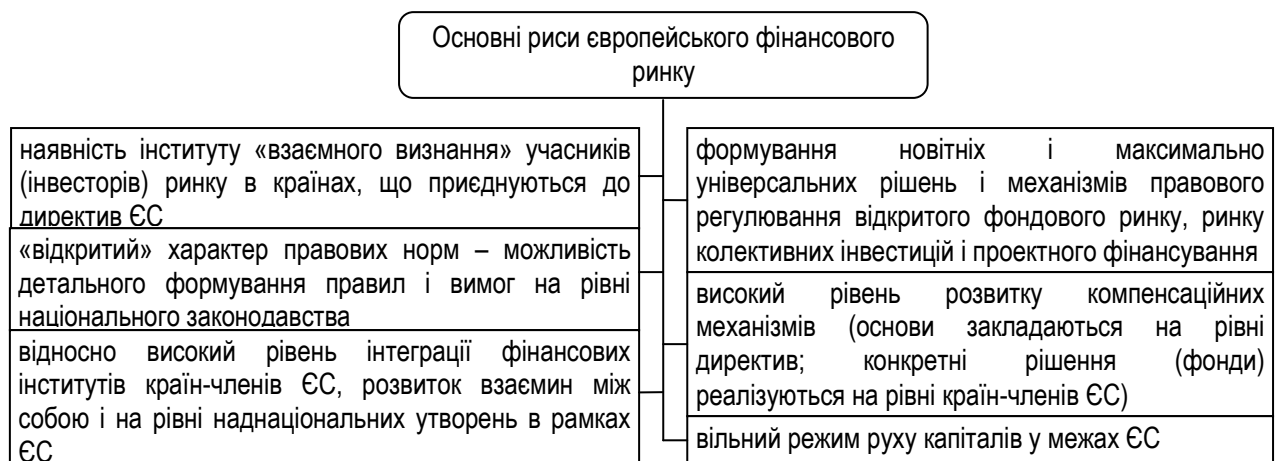 Основні риси європейського фінансового
ринку
наявність інституту «взаємного визнання» учасників
(інвесторів) ринку в країнах, що приєднуються до
директив ЄС
«відкритий» характер правових норм – можливість
детального формування правил і вимог на рівні
національного законодавства
відносно високий рівень інтеграції фінансових
інститутів країн-членів ЄС, розвиток взаємин між
собою і на рівні наднаціональних утворень в рамках
ЄС
формування новітніх і максимально
універсальних рішень і механізмів правового
регулювання відкритого фондового ринку, ринку
колективних інвестицій і проектного фінансування
високий рівень розвитку компенсаційних
механізмів (основи закладаються на рівні
директив; конкретні рішення (фонди)
реалізуються на рівні країн-членів ЄС)
вільний режим руху капіталів у межах ЄС